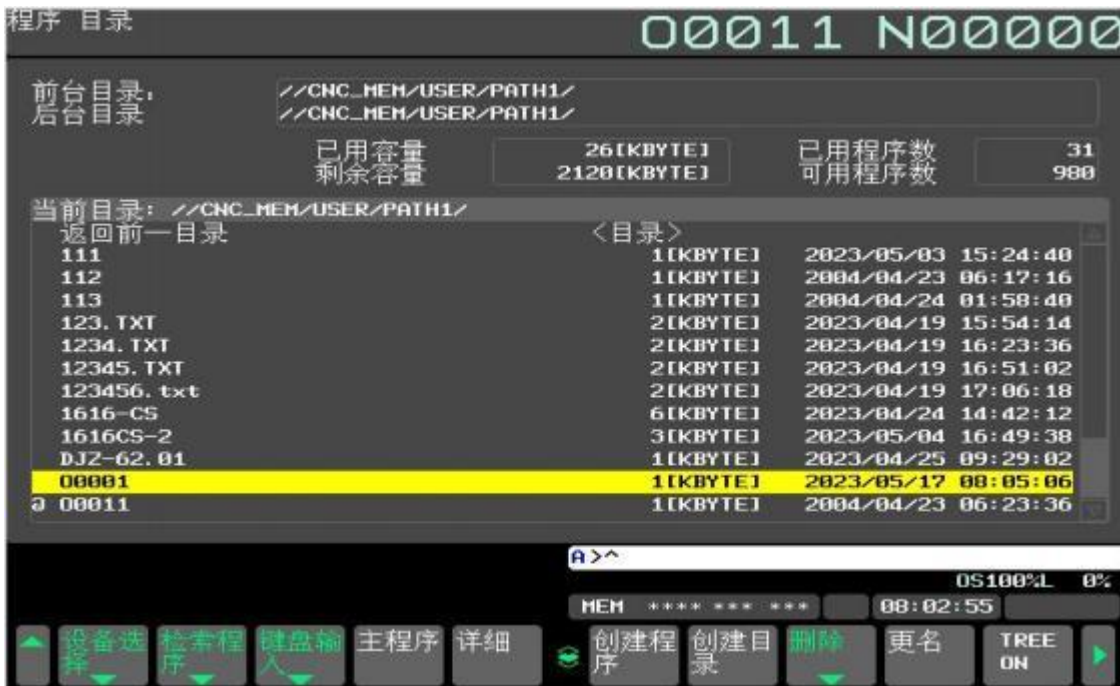 程序 目录 O0011 N00000
前台目录: //CNC_MEM/USER/PATH1/
后台目录 //CNC_MEM/USER/PATH1/
已用容量 26[KBYTE] 已用程序数 31
剩余容量 2120[KBYTE] 可用程序数 980
当前目录: //CNC_MEM/USER/PATH1/
返回前一目录 <目录>
111 1[KBYTE] 2023/05/03 15:24:40
112 1[KBYTE] 2004/04/23 06:17:16
113 1[KBYTE] 2004/04/24 01:58:40
123.TXT 2[KBYTE] 2023/04/19 15:54:14
1234.TXT 2[KBYTE] 2023/04/19 16:23:36
12345.TXT 2[KBYTE] 2023/04/19 16:51:02
123456.txt 2[KBYTE] 2023/04/19 17:06:18
1616-CS 6[KBYTE] 2023/04/24 14:42:12
1616CS-2 3[KBYTE] 2023/05/04 16:49:38
DJZ-62.01 1[KBYTE] 2023/04/25 09:29:02
O0001 1[KBYTE] 2023/05/17 08:05:06
@ O0011 1[KBYTE] 2004/04/23 06:23:36
A>^
OS100%L 0%
MEM **** *** *** 08:02:55
设备选择 检索程序 键盘输入 主程序 详细 创建程序 创建目录 删除 更名 TREE ON